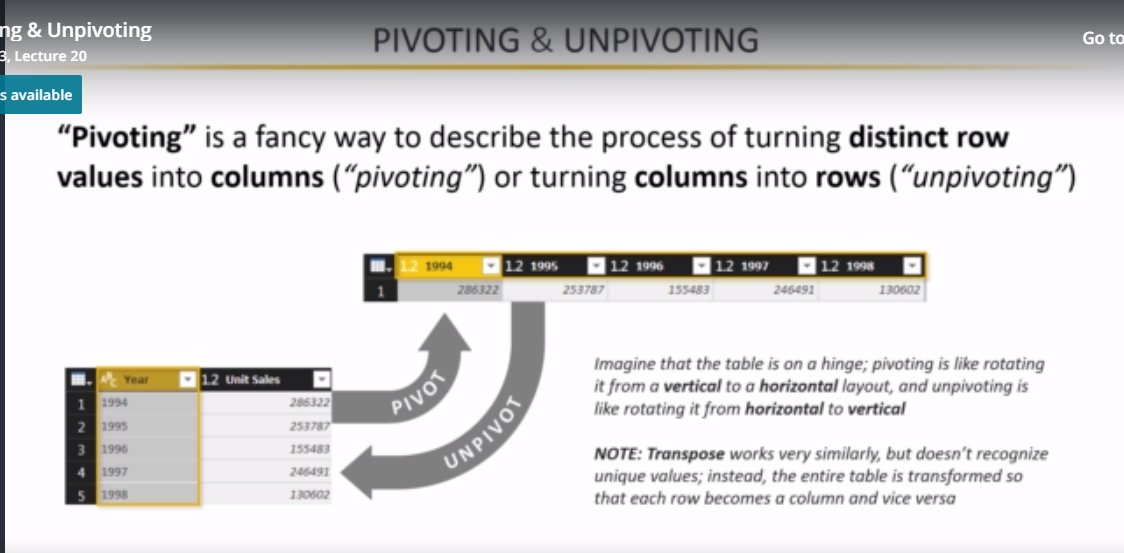 ng & Unpivoting
3, Lecture 20
s available
Go to
PIVOTING & UNPIVOTING
“Pivoting” is a fancy way to describe the process of turning distinct row
values into columns (“pivoting”) or turning columns into rows (“unpivoting”)
1.2 1994 1.2 1995 1.2 1996 1.2 1997 1.2 1998
1 286322 253787 155483 246491 130602
ABC Year 1.2 Unit Sales
1 1994 286322
2 1995 253787
3 1996 155483
4 1997 246491
5 1998 130602
PIVOT
UNPIVOT
Imagine that the table is on a hinge; pivoting is like rotating
it from a vertical to a horizontal layout, and unpivoting is
like rotating it from horizontal to vertical
NOTE: Transpose works very similarly, but doesn’t recognize
unique values; instead, the entire table is transformed so
that each row becomes a column and vice versa